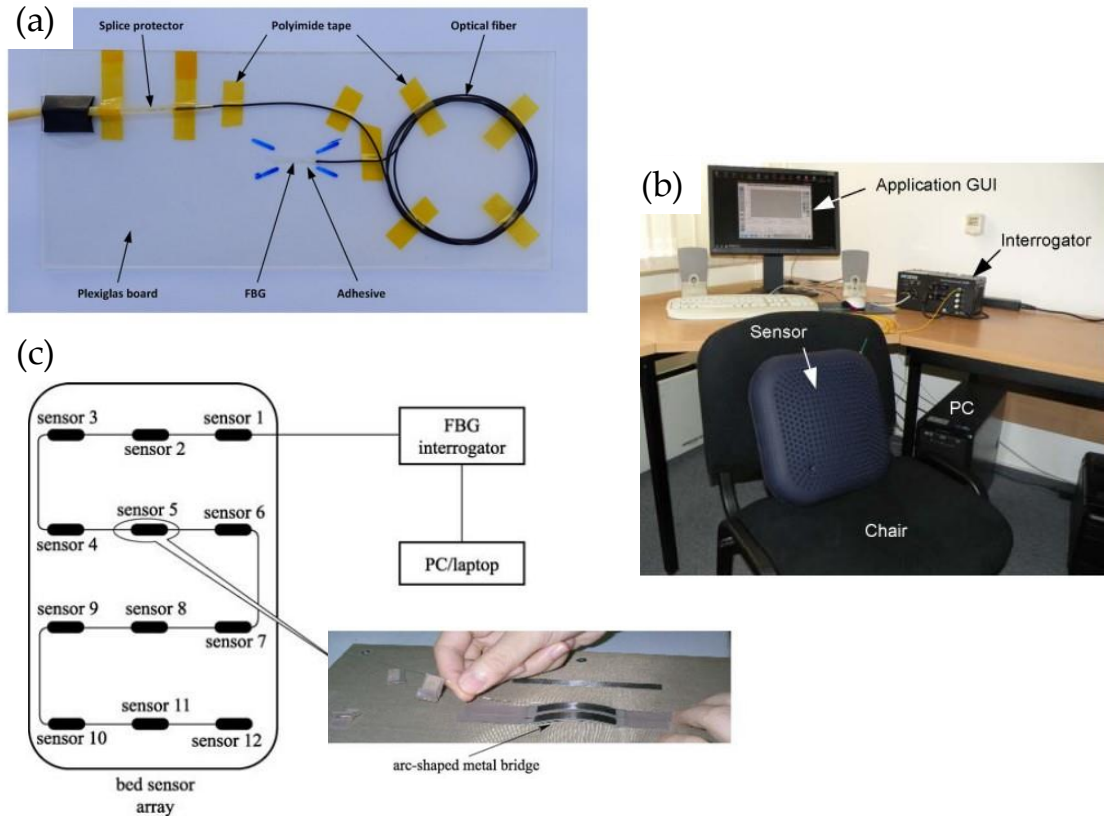 (a)
Splice protector
Polyimide tape
Optical fiber
Plexiglas board
FBG
Adhesive
(b)
Application GUI
Interrogator
Sensor
PC
Chair
(c)
sensor 3
sensor 2
sensor 1
FBG
interrogator
sensor 4
sensor 5
sensor 6
PC/laptop
sensor 9
sensor 8
sensor 7
sensor 10
sensor 11
sensor 12
arc-shaped metal bridge
bed sensor
array